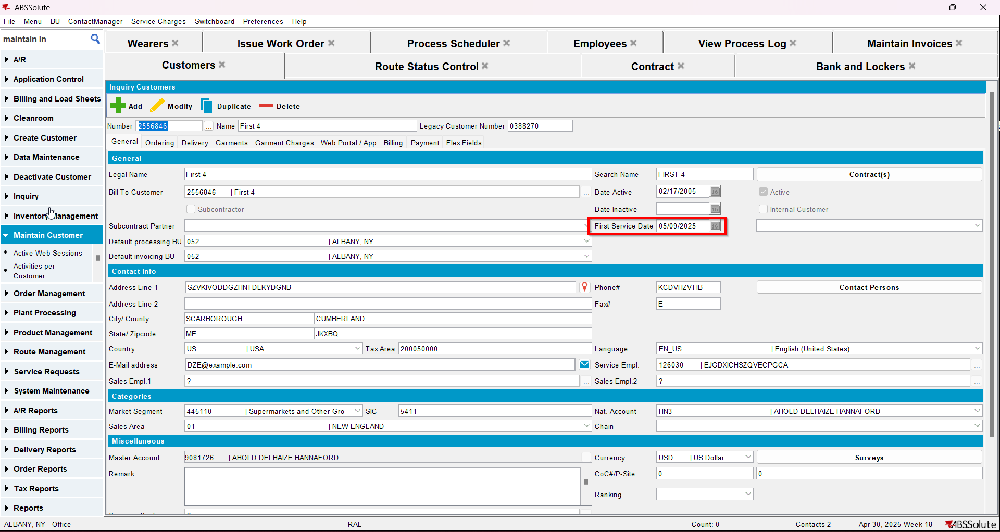 ABSSolute
File Menu BU ContactManager Service Charges Switchboard Preferences Help
maintain in
Wearers Issue Work Order Process Scheduler Employees View Process Log Maintain Invoices
Customers Route Status Control Contract Bank and Lockers
A/R
Application Control
Billing and Load Sheets
Cleanroom
Create Customer
Data Maintenance
Deactivate Customer
Inquiry
Inventory Management
Maintain Customer
Active Web Sessions
Activities per
Customer
Order Management
Plant Processing
Product Management
Route Management
Service Requests
System Maintenance
A/R Reports
Billing Reports
Delivery Reports
Order Reports
Tax Reports
Reports
Inquiry Customers
Add Modify Duplicate Delete
Number 2556846 ... Name First 4 Legacy Customer Number 0388270
General Ordering Delivery Garments Garment Charges Web Portal / App Billing Payment Flex Fields
General
Legal Name First 4 Search Name FIRST 4 Contract(s)
Bill To Customer 2556846 | First 4 ... Date Active 02/17/2005 16 Active
Subcontractor Date Inactive 16 Internal Customer
Subcontract Partner First Service Date 05/09/2025 16
Default processing BU 052 | ALBANY, NY
Default invoicing BU 052 | ALBANY, NY
Contact info
Address Line 1 SZVKIVODDGZHNTDLKYDGNB Phone# KCDVHZVTIB Contact Persons
Address Line 2 Fax# E
City/ County SCARBOROUGH CUMBERLAND
State/ Zipcode ME JKXBQ
Country US | USA Tax Area 200050000 Language EN_US | English (United States)
E-Mail address DZE@example.com Service Empl. 126030 | EJGDXICHSZQVECPGCA ...
Sales Empl.1 ? ... Sales Empl.2 ? ...
Categories
Market Segment 445110 | Supermarkets and Other Gro SIC 5411 Nat. Account HN3 | AHOLD DELHAIZE HANNAFORD
Sales Area 01 | NEW ENGLAND Chain
Miscellaneous
Master Account 9081726 | AHOLD DELHAIZE HANNAFORD ... Currency USD | US Dollar Surveys
Remark CoC#/P-Site 0 0
Ranking
ALBANY, NY - Office RAL Count: 0 Contacts 2 Apr 30, 2025 Week 18 ABSSolute